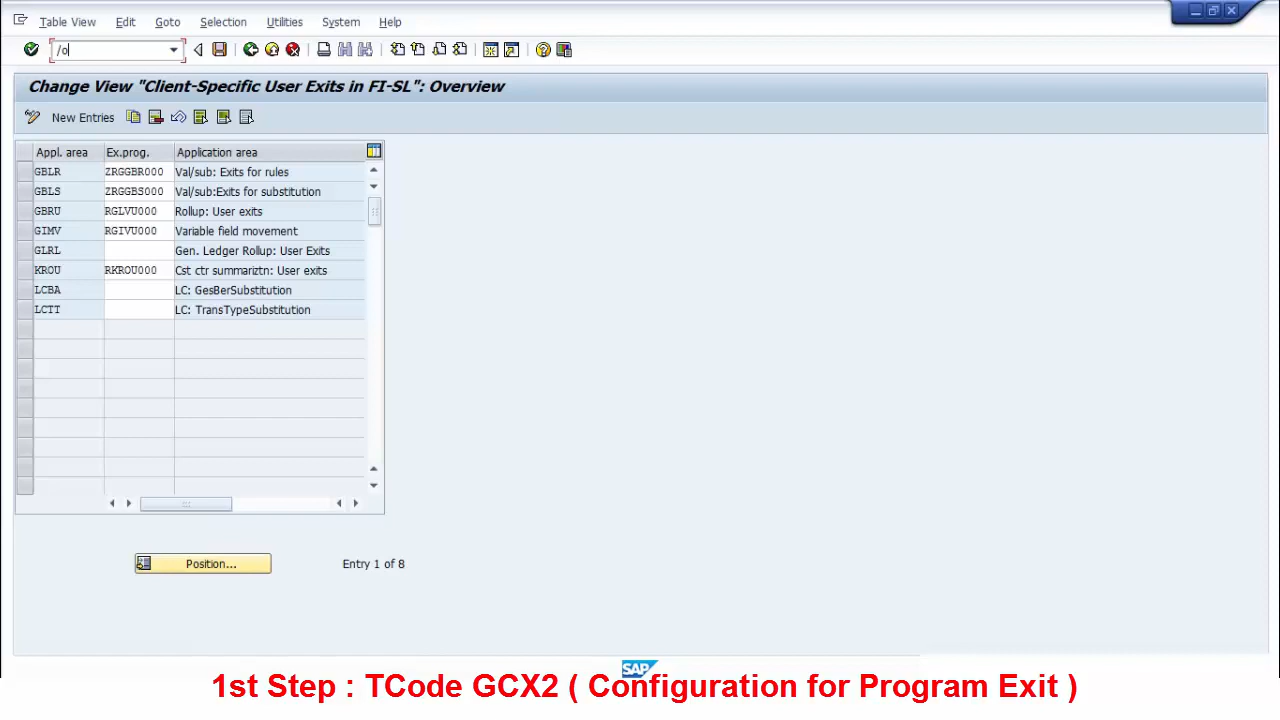 Table View Edit Goto Selection Utilities System Help
/o
Change View "Client-Specific User Exits in FI-SL": Overview
New Entries
Appl. area Ex.prog. Application area
GBLR ZRGGBR000 Val/sub: Exits for rules
GBLS ZRGGBS000 Val/sub:Exits for substitution
GBRU RGLVU000 Rollup: User exits
GIMV RGIVU000 Variable field movement
GLRL Gen. Ledger Rollup: User Exits
KROU RKROU000 Cst ctr summariztn: User exits
LCBA LC: GesBerSubstitution
LCTT LC: TransTypeSubstitution
Position... Entry 1 of 8
SAP
1st Step : TCode GCX2 ( Configuration for Program Exit )